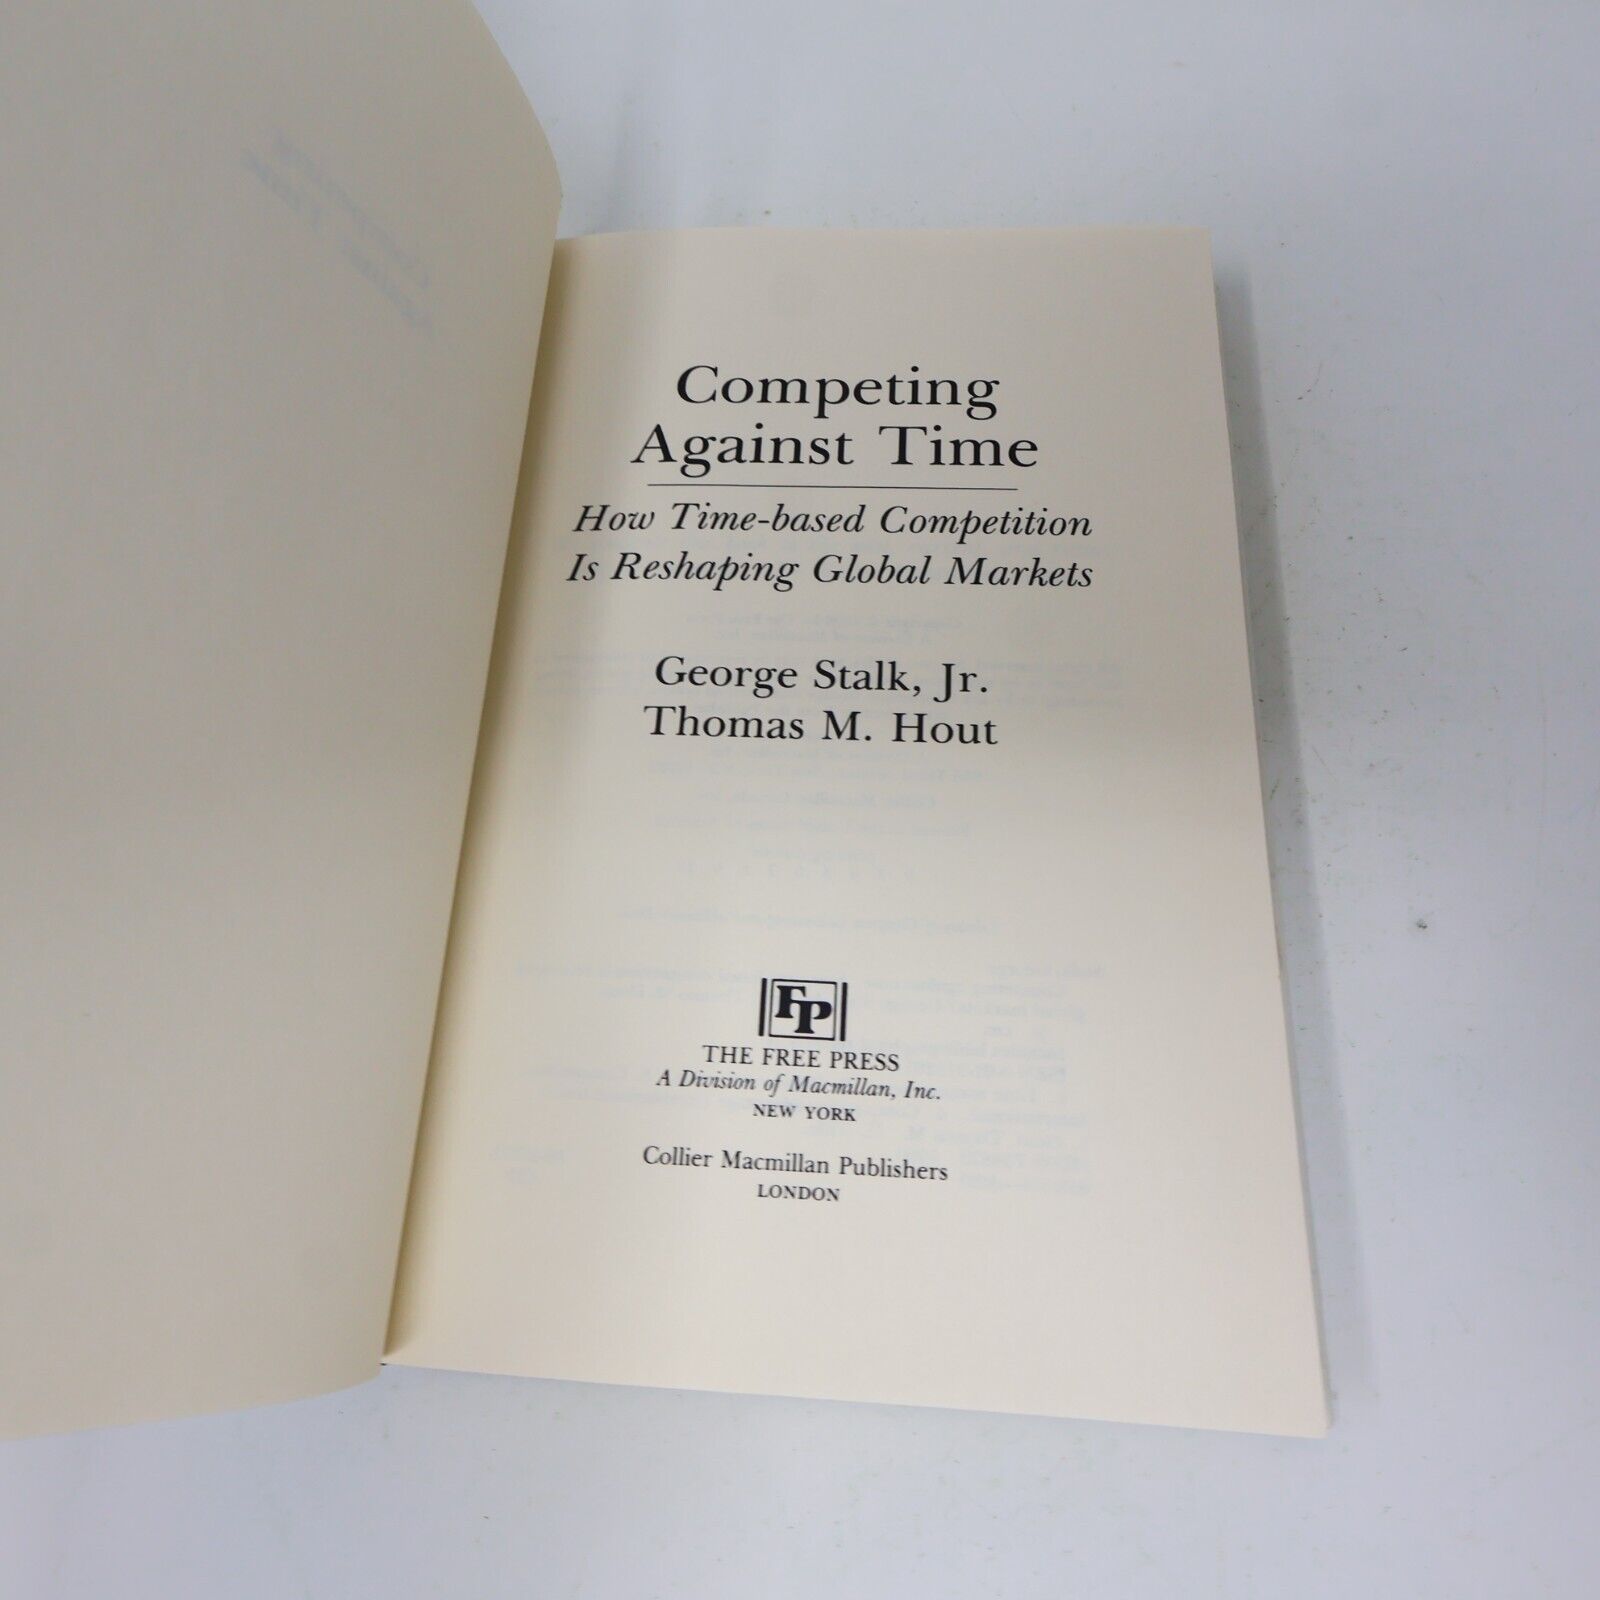 Competing
Against Time
How Time-based Competition
Is Reshaping Global Markets
George Stalk, Jr.
Thomas M. Hout
FP
THE FREE PRESS
A Division of Macmillan, Inc.
NEW YORK
Collier Macmillan Publishers
LONDON